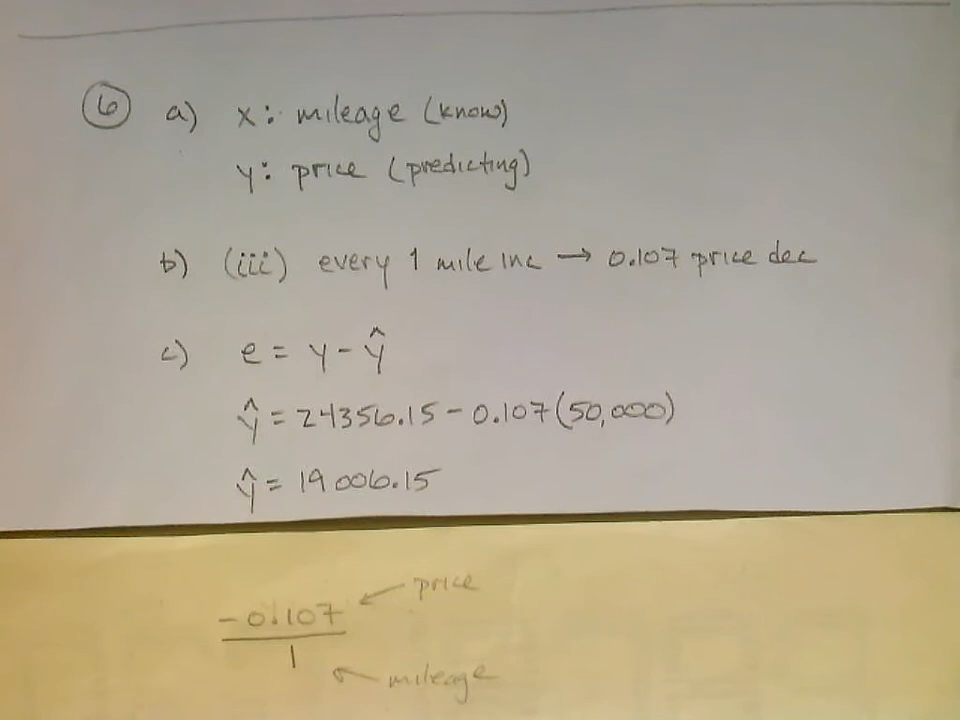 6 a) x: mileage (know)
y: price (predicting)
b) (iii) every 1 mile inc → 0.107 price dec
c) e = y - ŷ
ŷ = 24356.15 - 0.107(50,000)
ŷ = 19006.15
price
-0.107
1
mileage